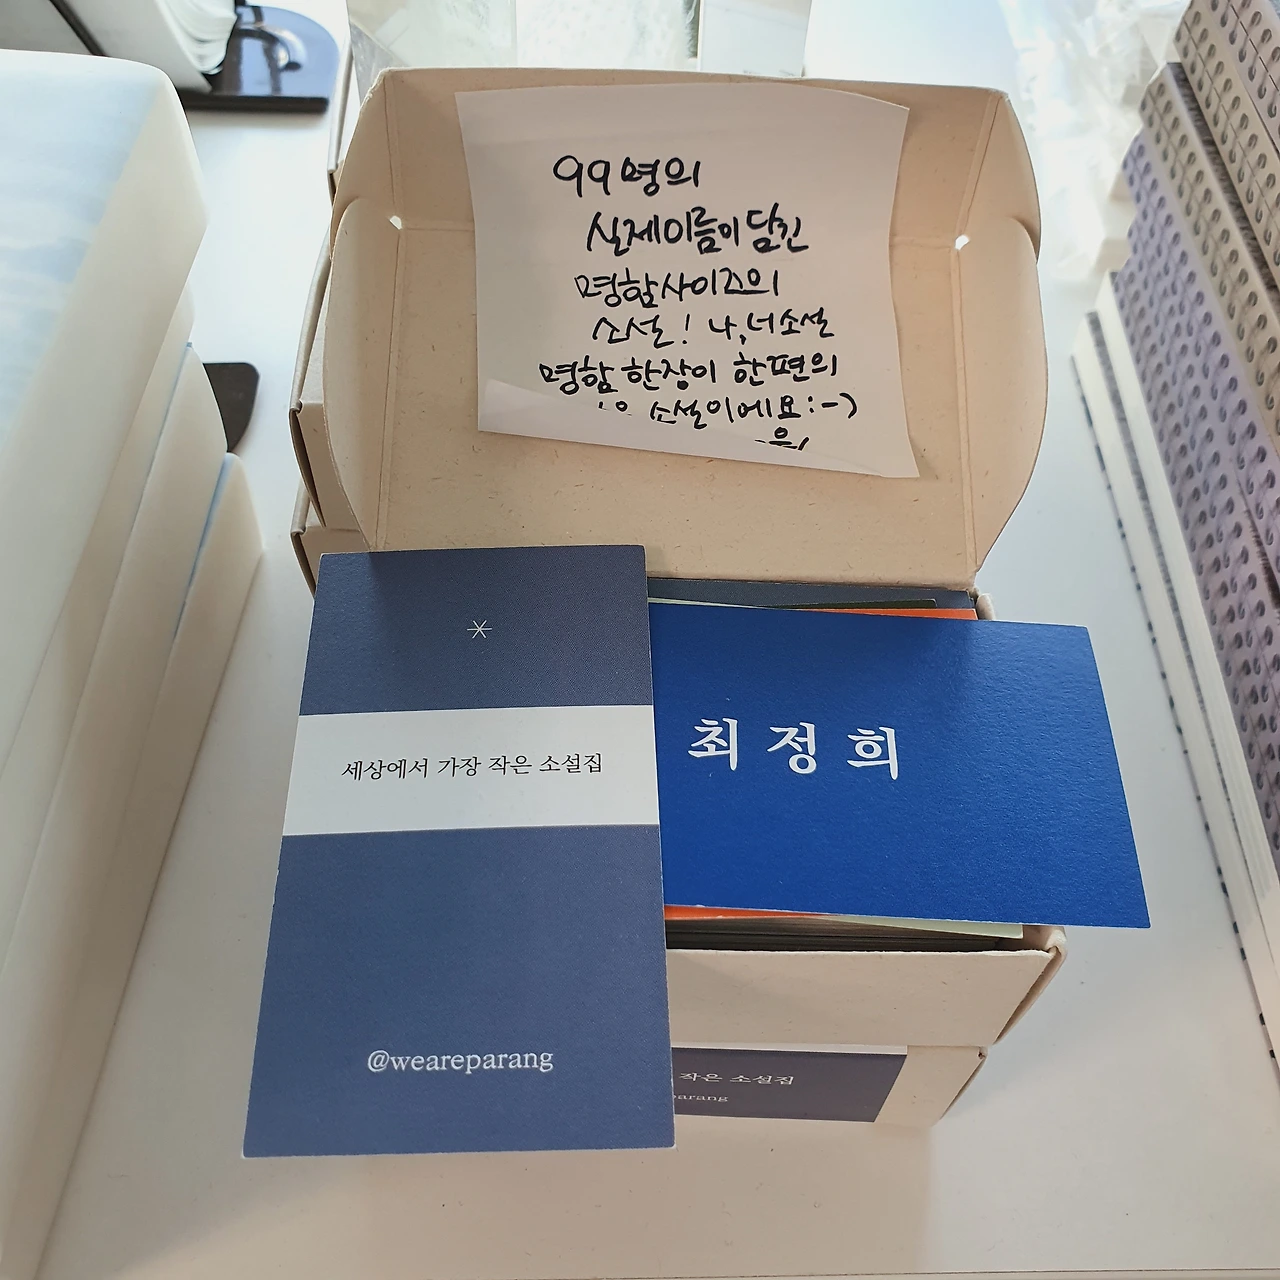 99명의
실제이름이 담긴
명함사이즈의
소설! 나,너소설
명함 한장이 한편의
소설이에요:-)
*
세상에서 가장 작은 소설집
@weareparang
최정희
작은 소설집
parang